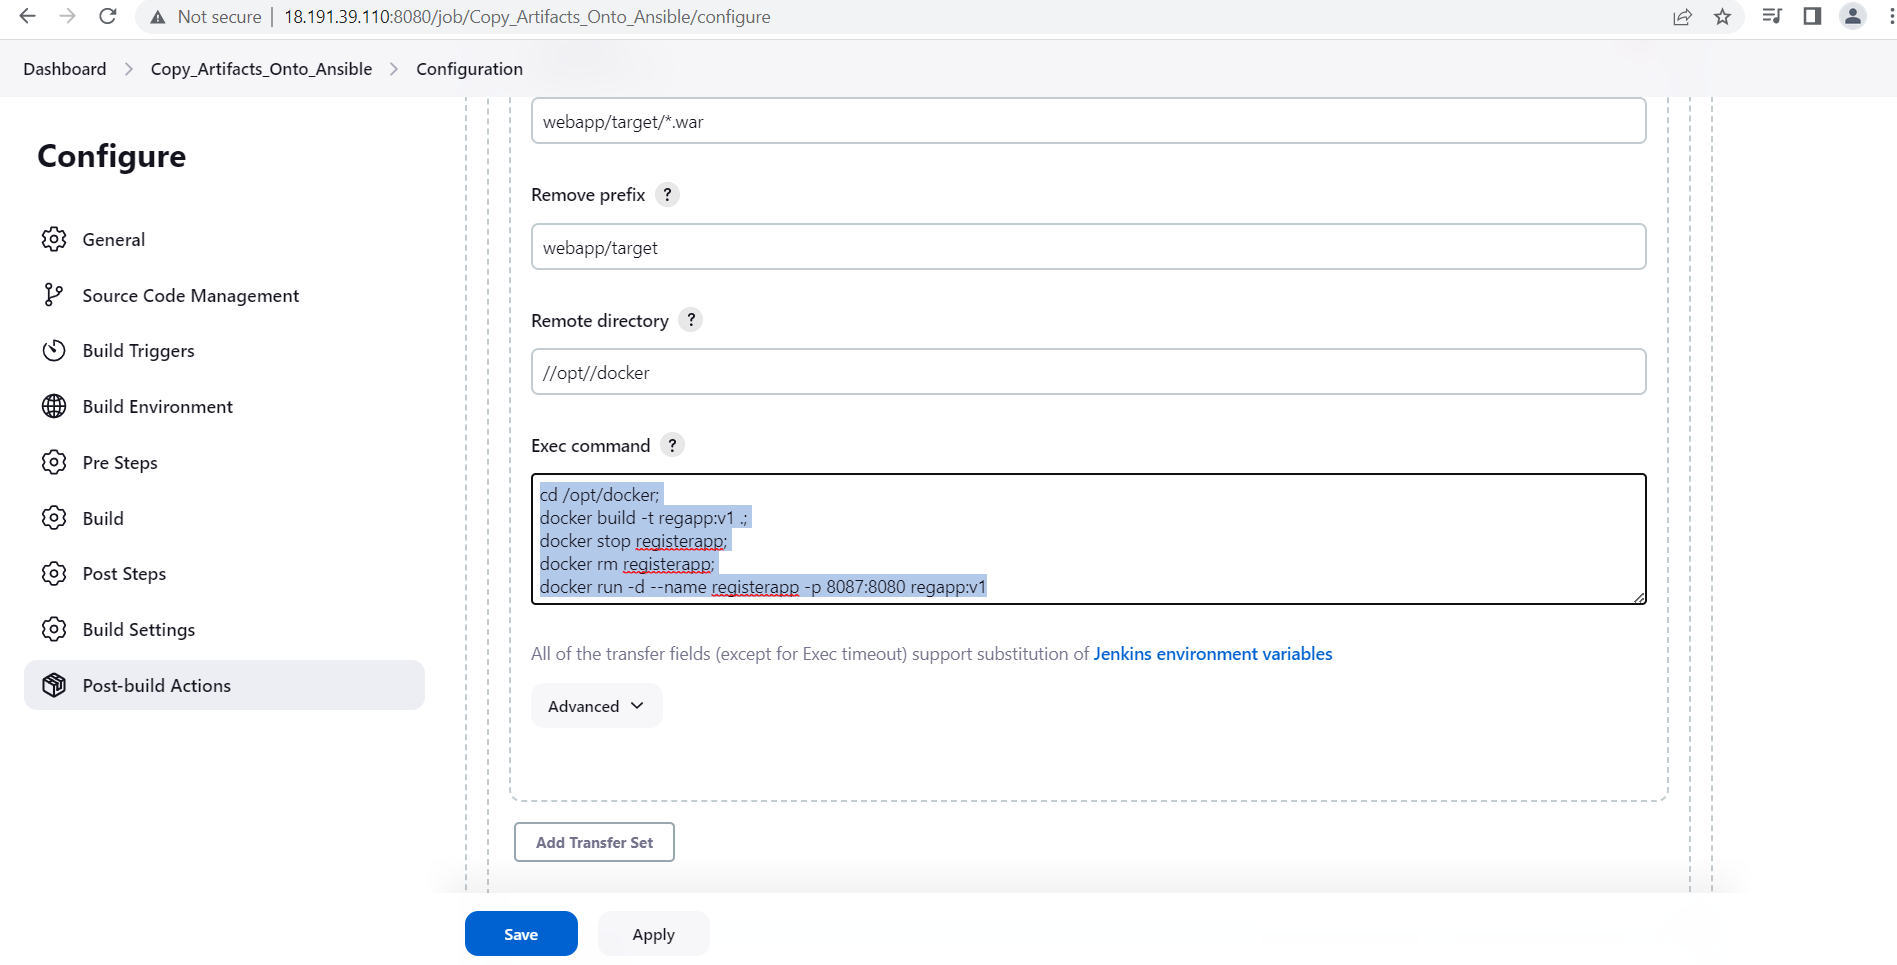 Not secure | 18.191.39.110:8080/job/Copy_Artifacts_Onto_Ansible/configure
Dashboard > Copy_Artifacts_Onto_Ansible > Configuration
Configure
General
Source Code Management
Build Triggers
Build Environment
Pre Steps
Build
Post Steps
Build Settings
Post-build Actions
webapp/target/*.war
Remove prefix ?
webapp/target
Remote directory ?
//opt//docker
Exec command ?
cd /opt/docker;
docker build -t regapp:v1 .;
docker stop registerapp;
docker rm registerapp;
docker run -d --name registerapp -p 8087:8080 regapp:v1
All of the transfer fields (except for Exec timeout) support substitution of Jenkins environment variables
Advanced
Add Transfer Set
Save Apply